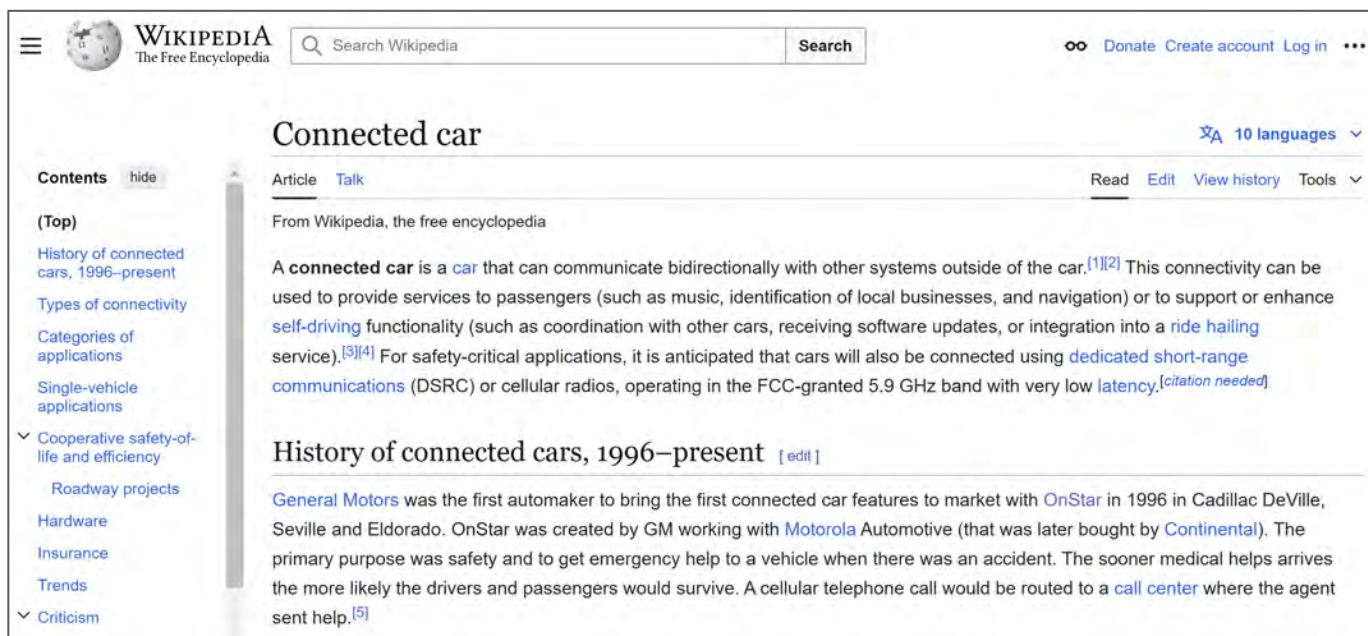 WIKIPEDIA
The Free Encyclopedia
Search Wikipedia
Search
Donate Create account Log in
Connected car
10 languages
Contents hide
Article Talk
Read Edit View history Tools
(Top)
From Wikipedia, the free encyclopedia
History of connected
cars, 1996–present
Types of connectivity
Categories of
applications
Single-vehicle
applications
Cooperative safety-of-
life and efficiency
Roadway projects
Hardware
Insurance
Trends
Criticism
A connected car is a car that can communicate bidirectionally with other systems outside of the car.[1][2] This connectivity can be
used to provide services to passengers (such as music, identification of local businesses, and navigation) or to support or enhance
self-driving functionality (such as coordination with other cars, receiving software updates, or integration into a ride hailing
service).[3][4] For safety-critical applications, it is anticipated that cars will also be connected using dedicated short-range
communications (DSRC) or cellular radios, operating in the FCC-granted 5.9 GHz band with very low latency.[citation needed]
History of connected cars, 1996–present [ edit ]
General Motors was the first automaker to bring the first connected car features to market with OnStar in 1996 in Cadillac DeVille,
Seville and Eldorado. OnStar was created by GM working with Motorola Automotive (that was later bought by Continental). The
primary purpose was safety and to get emergency help to a vehicle when there was an accident. The sooner medical helps arrives
the more likely the drivers and passengers would survive. A cellular telephone call would be routed to a call center where the agent
sent help.[5]